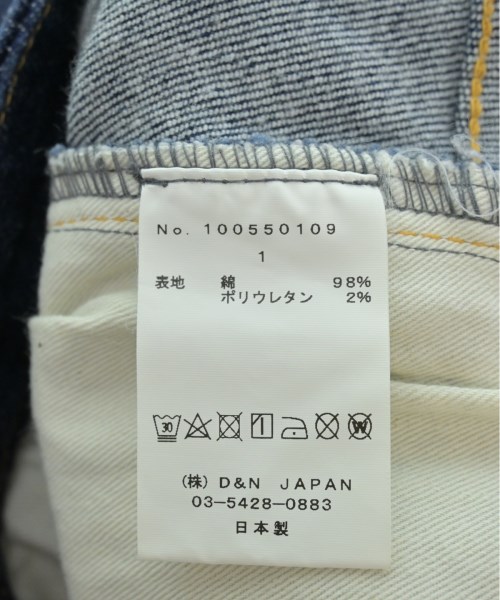 No. 100550109
1
表地 綿 98%
ポリウレタン 2%
30
W
(株) D&N JAPAN
03-5428-0883
日本製